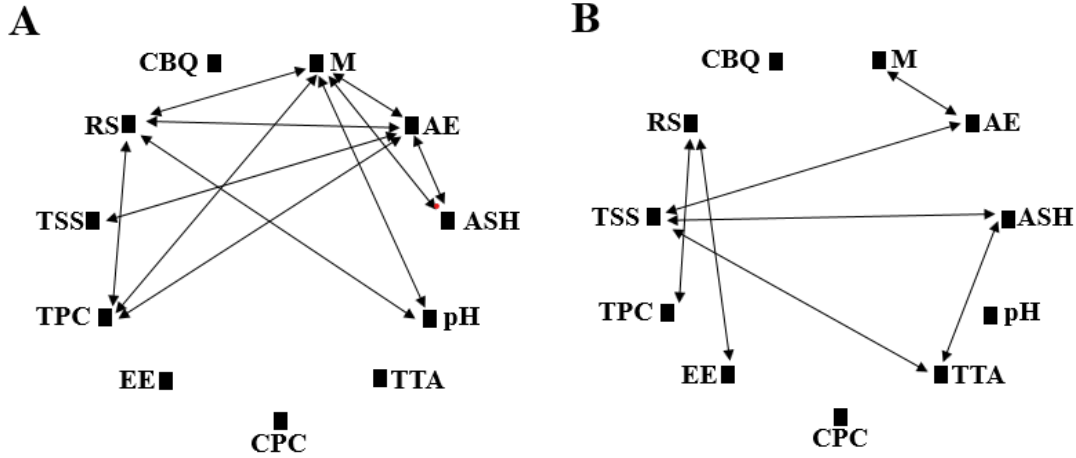 A
CBQ
M
RS
AE
TSS
ASH
TPC
pH
EE
TTA
CPC
B
CBQ
M
RS
AE
TSS
ASH
TPC
pH
EE
TTA
CPC